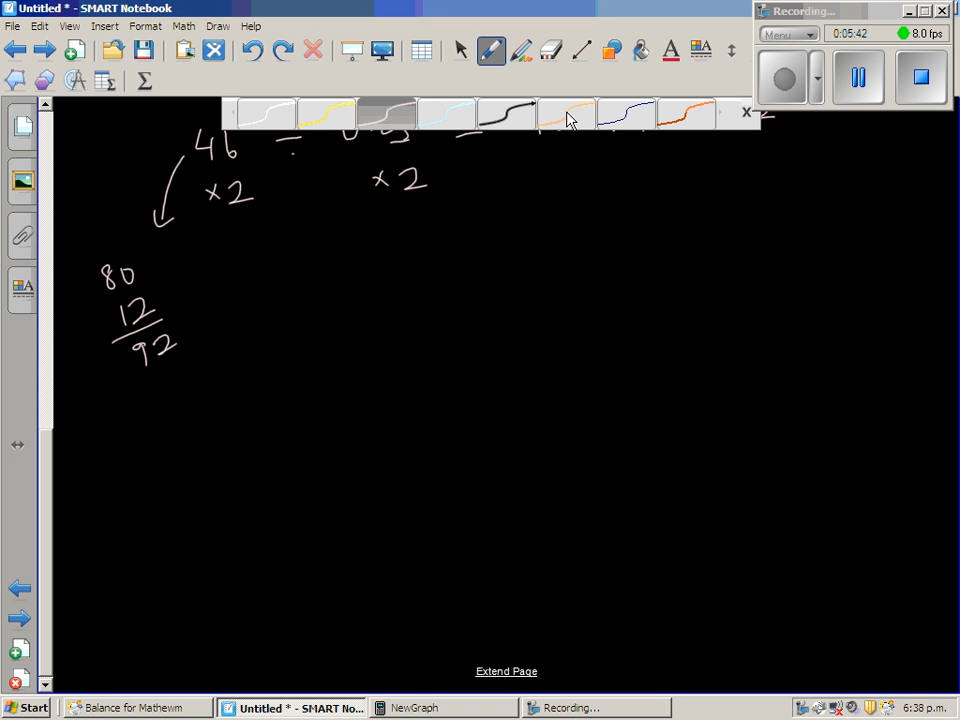 Untitled * - SMART Notebook
File Edit View Insert Format Math Draw Help
Recording...
Menu 0:05:42 8.0 fps
46 ÷
× 2 × 2
80
12
92
Extend Page
Start Balance for Mathewm Untitled * - SMART No... NewGraph Recording... 6:38 p.m.